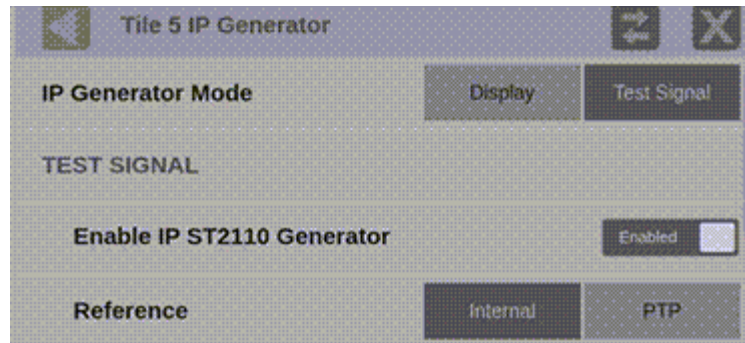 Tile 5 IP Generator
IP Generator Mode Display Test Signal
TEST SIGNAL
Enable IP ST2110 Generator Enabled
Reference Internal PTP